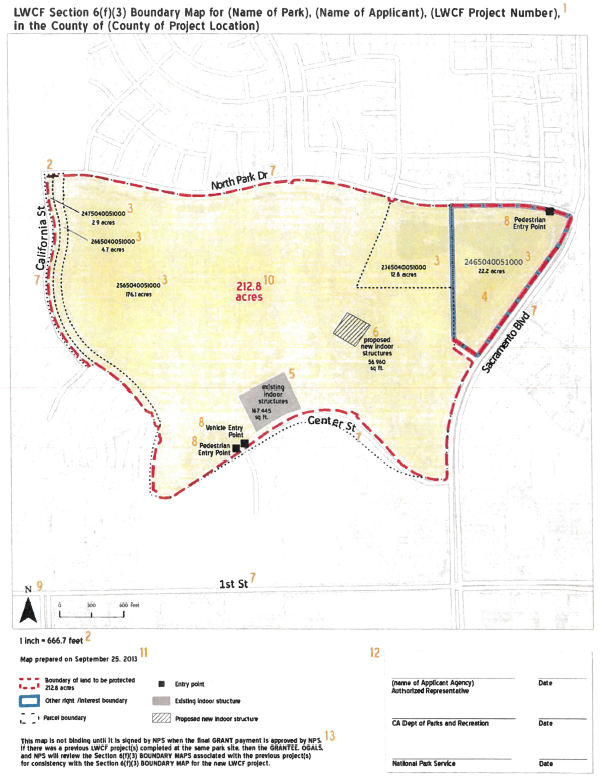 LWCF Section 6(f)(3) Boundary Map for (Name of Park), (Name of Applicant), (LWCF Project Number), 1
in the County of (County of Project Location)
2
7
North Park Dr
California St
7
2475040051000 3
2.9 acres
2665040051000 3
4.7 acres
2565040051000 3
176.1 acres
10
212.8
acres
2365040051000 3
12.8 acres
8 Pedestrian
Entry Point
3
2465040051000
22.2 acres
4
7
Sacramento Blvd
6
proposed
new indoor
structures
56,960
sq ft.
5
existing
indoor
structures
167,445
sq ft.
8 Vehicle Entry
Point
8 Pedestrian
Entry Point
Center St
7
1st St 7
N 9
0 300 600 Feet
1 inch = 666.7 feet 2
Map prepared on September 25, 2013 11
Boundary of land to be protected
212.8 acres
Other right /interest boundary
Parcel boundary
Entry point
Existing indoor structure
Proposed new indoor structure
12
(name of Applicant Agency)
Authorized Representative
Date
CA Dept of Parks and Recreation
Date
National Park Service
Date
This map is not binding until it is signed by NPS when the final GRANT payment is approved by NPS. 13
If there was a previous LWCF project(s) completed at the same park site, then the GRANTEE, OGALS,
and NPS will review the Section 6(f)(3) BOUNDARY MAPS associated with the previous project(s)
for consistency with the Section 6(f)(3) BOUNDARY MAP for the new LWCF project.